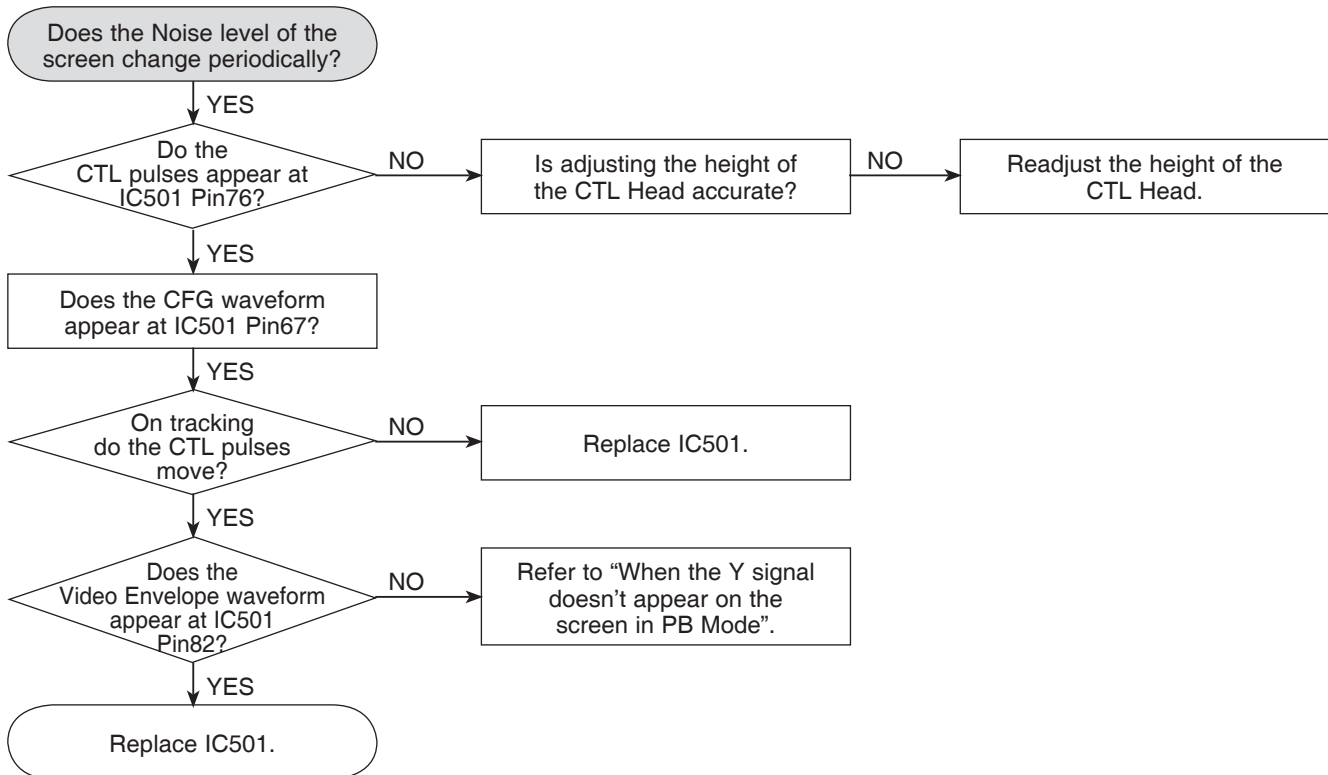 Does the Noise level of the
screen change periodically?
YES
Do the
CTL pulses appear at
IC501 Pin76?
NO
Is adjusting the height of
the CTL Head accurate?
NO
Readjust the height of the
CTL Head.
YES
Does the CFG waveform
appear at IC501 Pin67?
YES
On tracking
do the CTL pulses
move?
NO
Replace IC501.
YES
Does the
Video Envelope waveform
appear at IC501
Pin82?
NO
Refer to “When the Y signal
doesn't appear on the
screen in PB Mode”.
YES
Replace IC501.